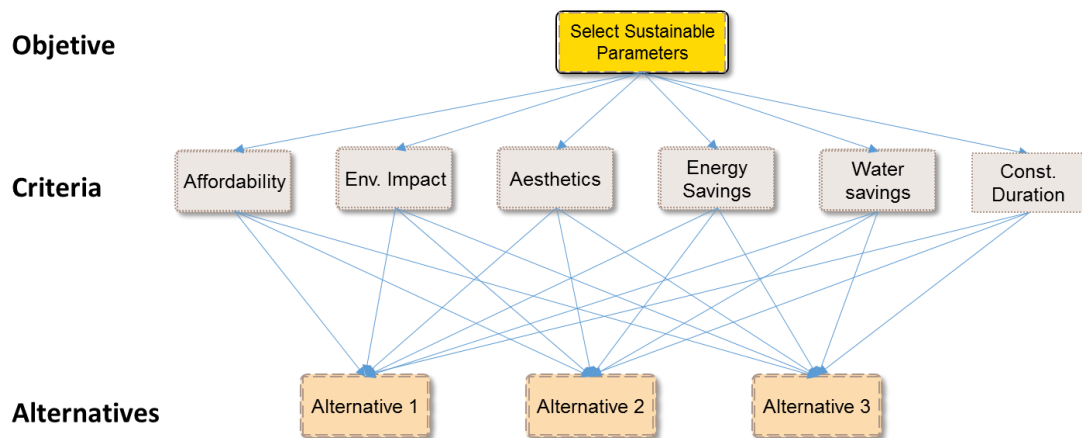 Objetive
Select Sustainable
Parameters
Criteria
Affordability
Env. Impact
Aesthetics
Energy
Savings
Water
savings
Const.
Duration
Alternatives
Alternative 1
Alternative 2
Alternative 3